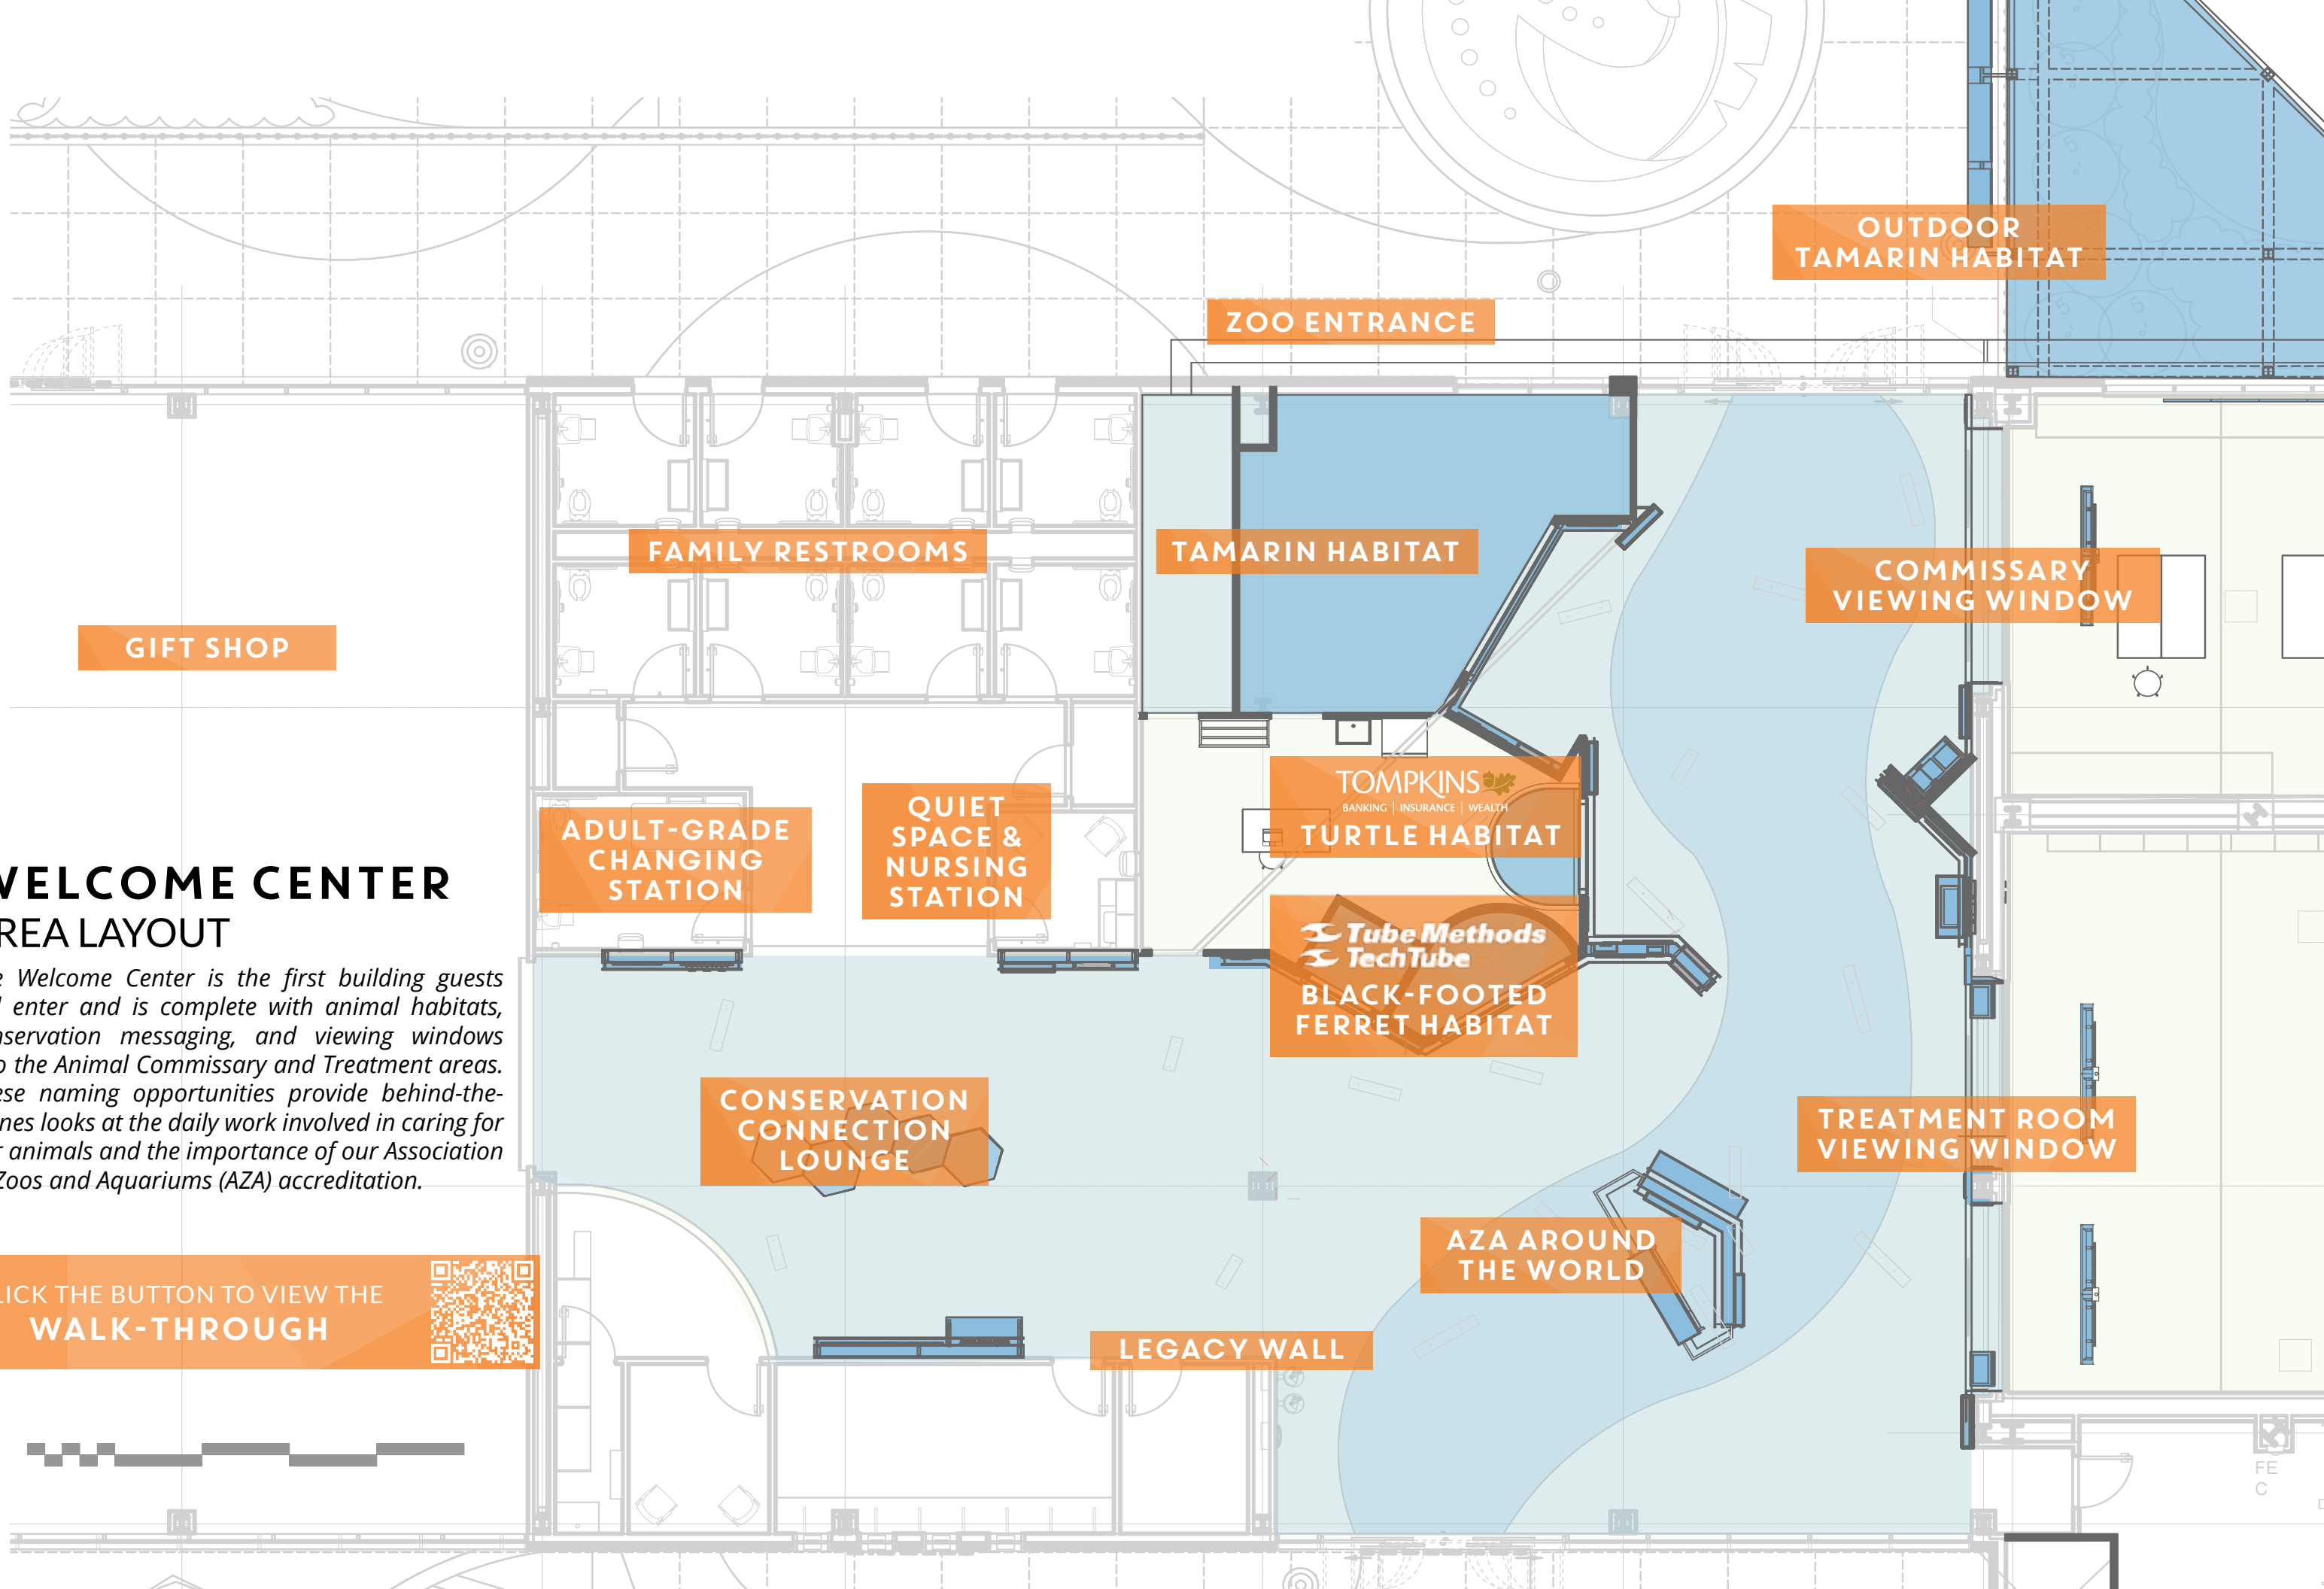 OUTDOOR
TAMARIN HABITAT
ZOO ENTRANCE
FAMILY RESTROOMS
TAMARIN HABITAT
COMMISSARY
VIEWING WINDOW
GIFT SHOP
TOMPKINS
BANKING | INSURANCE | WEALTH
TURTLE HABITAT
ADULT-GRADE
CHANGING
STATION
QUIET
SPACE &
NURSING
STATION
WELCOME CENTER
REA LAYOUT
e Welcome Center is the first building guests
l enter and is complete with animal habitats,
nservation messaging, and viewing windows
o the Animal Commissary and Treatment areas.
ese naming opportunities provide behind-the-
nes looks at the daily work involved in caring for
r animals and the importance of our Association
Zoos and Aquariums (AZA) accreditation.
Tube Methods
TechTube
BLACK-FOOTED
FERRET HABITAT
CONSERVATION
CONNECTION
LOUNGE
TREATMENT ROOM
VIEWING WINDOW
AZA AROUND
THE WORLD
LICK THE BUTTON TO VIEW THE
WALK-THROUGH
LEGACY WALL
FE
C